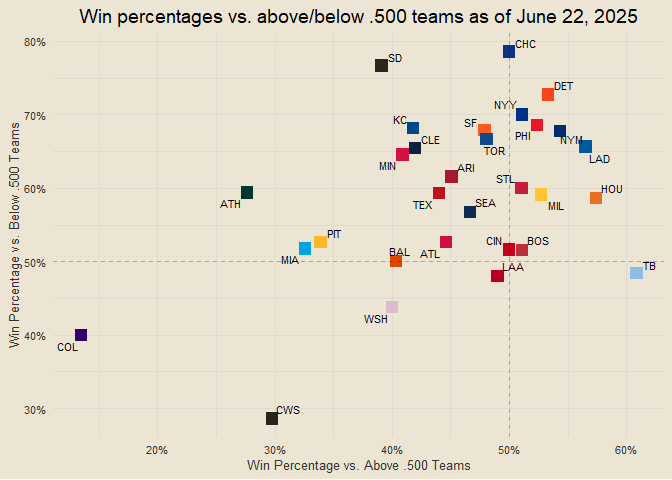 Win percentages vs. above/below .500 teams as of June 22, 2025
80%
70%
60%
50%
40%
30%
Win Percentage vs. Below .500 Teams
CHC
SD
DET
NYY
KC
SF
PHI
NYM
CLE
TOR
LAD
MIN
ARI
STL
ATH
TEX
SEA
MIL
HOU
PIT
MIA
BAL
ATL
CIN
BOS
LAA
TB
WSH
COL
CWS
20%
30%
40%
50%
60%
Win Percentage vs. Above .500 Teams